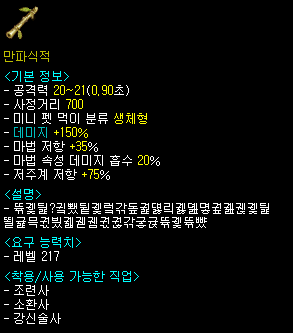 만파식적
<기본 정보>
- 공격력 20~21(0.90초)
- 사정거리 700
- 미니 펫 먹이 분류 생체형
- 데미지 +150%
- 마법 저항 +35%
- 마법 속성 데미지 흡수 20%
- 저주계 저항 +75%
<설명>
<요구 능력치>
- 레벨 217
<착용/사용 가능한 직업>
- 조련사
- 소환사
- 강신술사